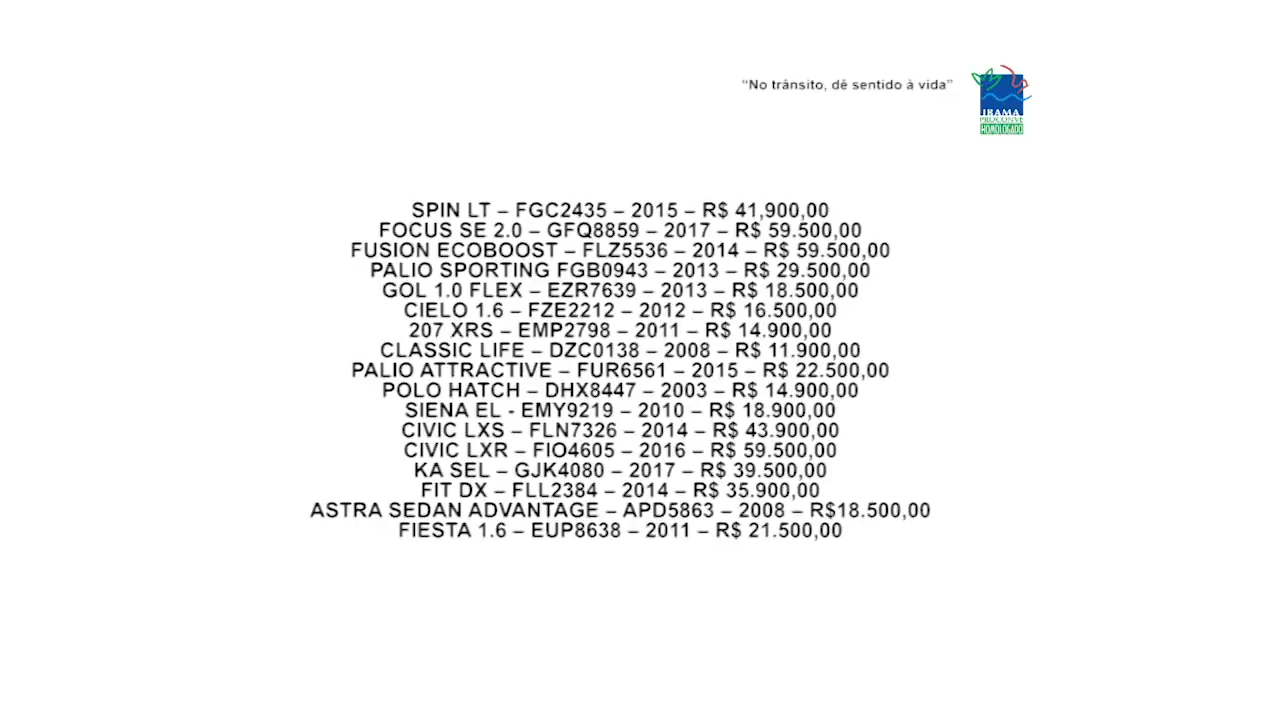 “No trânsito, dê sentido à vida”
IBAMA
PROCONVE
HOMOLOGADO
SPIN LT – FGC2435 – 2015 – R$ 41,900,00
FOCUS SE 2.0 – GFQ8859 – 2017 – R$ 59.500,00
FUSION ECOBOOST – FLZ5536 – 2014 – R$ 59.500,00
PALIO SPORTING FGB0943 – 2013 – R$ 29.500,00
GOL 1.0 FLEX – EZR7639 – 2013 – R$ 18.500,00
CIELO 1.6 – FZE2212 – 2012 – R$ 16.500,00
207 XRS – EMP2798 – 2011 – R$ 14.900,00
CLASSIC LIFE – DZC0138 – 2008 – R$ 11.900,00
PALIO ATTRACTIVE – FUR6561 – 2015 – R$ 22.500,00
POLO HATCH – DHX8447 – 2003 – R$ 14.900,00
SIENA EL - EMY9219 – 2010 – R$ 18.900,00
CIVIC LXS – FLN7326 – 2014 – R$ 43.900,00
CIVIC LXR – FIO4605 – 2016 – R$ 59.500,00
KA SEL – GJK4080 – 2017 – R$ 39.500,00
FIT DX – FLL2384 – 2014 – R$ 35.900,00
ASTRA SEDAN ADVANTAGE – APD5863 – 2008 – R$18.500,00
FIESTA 1.6 – EUP8638 – 2011 – R$ 21.500,00